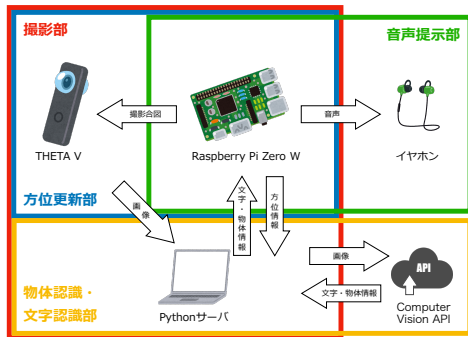 撮影部
音声提示部
撮影合図
音声
THETA V
Raspberry Pi Zero W
イヤホン
方位更新部
画像
文字・物体情報
方位情報
画像
API
物体認識・
文字認識部
文字・物体情報
Pythonサーバ
Computer
Vision API